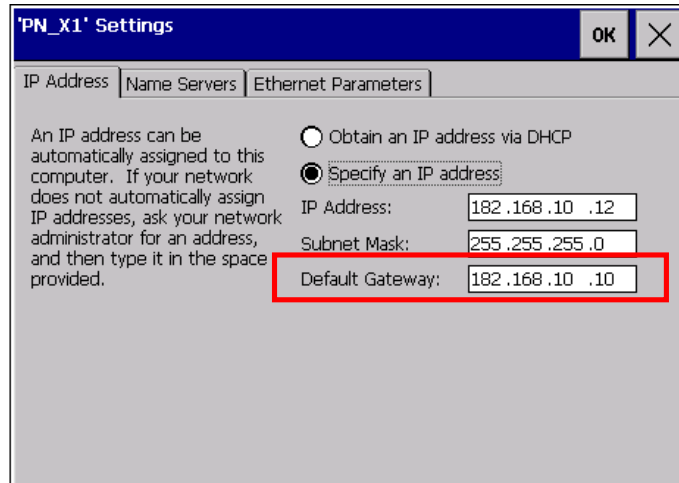 'PN_X1' Settings
OK
IP Address Name Servers Ethernet Parameters
An IP address can be
automatically assigned to this
computer. If your network
does not automatically assign
IP addresses, ask your network
administrator for an address,
and then type it in the space
provided.
Obtain an IP address via DHCP
Specify an IP address
IP Address: 182.168.10 .12
Subnet Mask: 255.255.255.0
Default Gateway: 182.168.10 .10